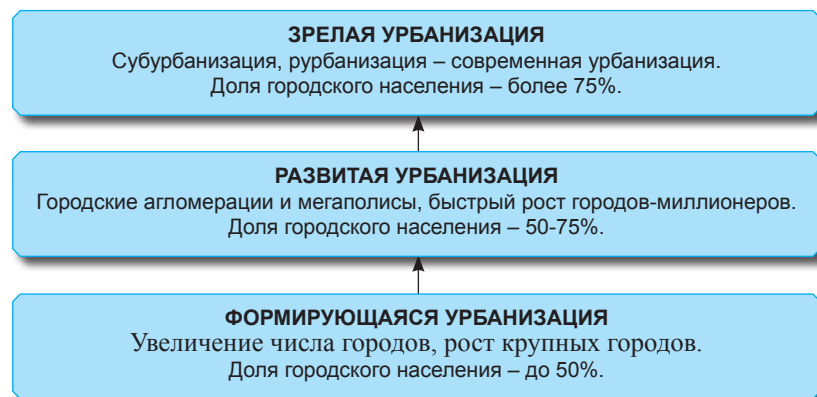 ЗРЕЛАЯ УРБАНИЗАЦИЯ
Субурбанизация, рурбанизация – современная урбанизация.
Доля городского населения – более 75%.
РАЗВИТАЯ УРБАНИЗАЦИЯ
Городские агломерации и мегаполисы, быстрый рост городов-миллионеров.
Доля городского населения – 50-75%.
ФОРМИРУЮЩАЯСЯ УРБАНИЗАЦИЯ
Увеличение числа городов, рост крупных городов.
Доля городского населения – до 50%.